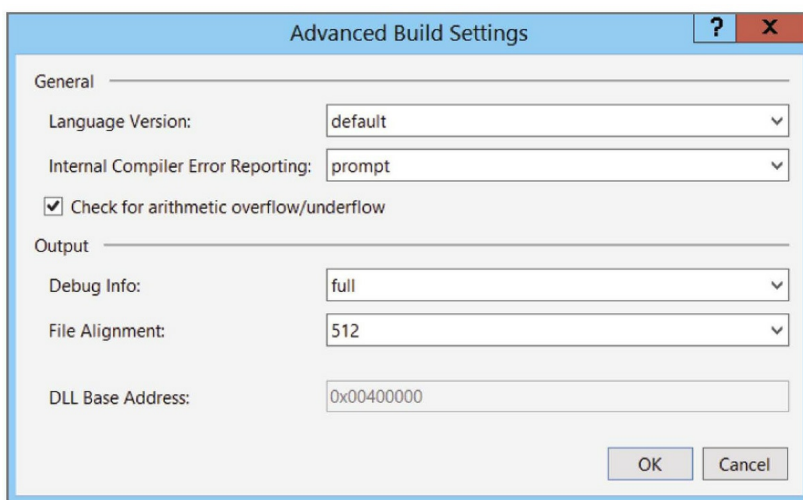 Advanced Build Settings
? X
General
Language Version: default
Internal Compiler Error Reporting: prompt
Check for arithmetic overflow/underflow
Output
Debug Info: full
File Alignment: 512
DLL Base Address: 0x00400000
OK Cancel